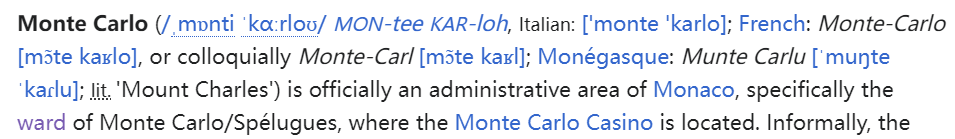 Monte Carlo (/ˌmɒnti ˈkɑːrloʊ/ MON-tee KAR-loh, Italian: ['monte 'karlo]; French: Monte-Carlo
[mɔ̃te kaʁlo], or colloquially Monte-Carl [mɔ̃te kaʁl]; Monégasque: Munte Carlu [ˈmuŋte
ˈkaɾlu]; lit. 'Mount Charles') is officially an administrative area of Monaco, specifically the
ward of Monte Carlo/Spélugues, where the Monte Carlo Casino is located. Informally, the